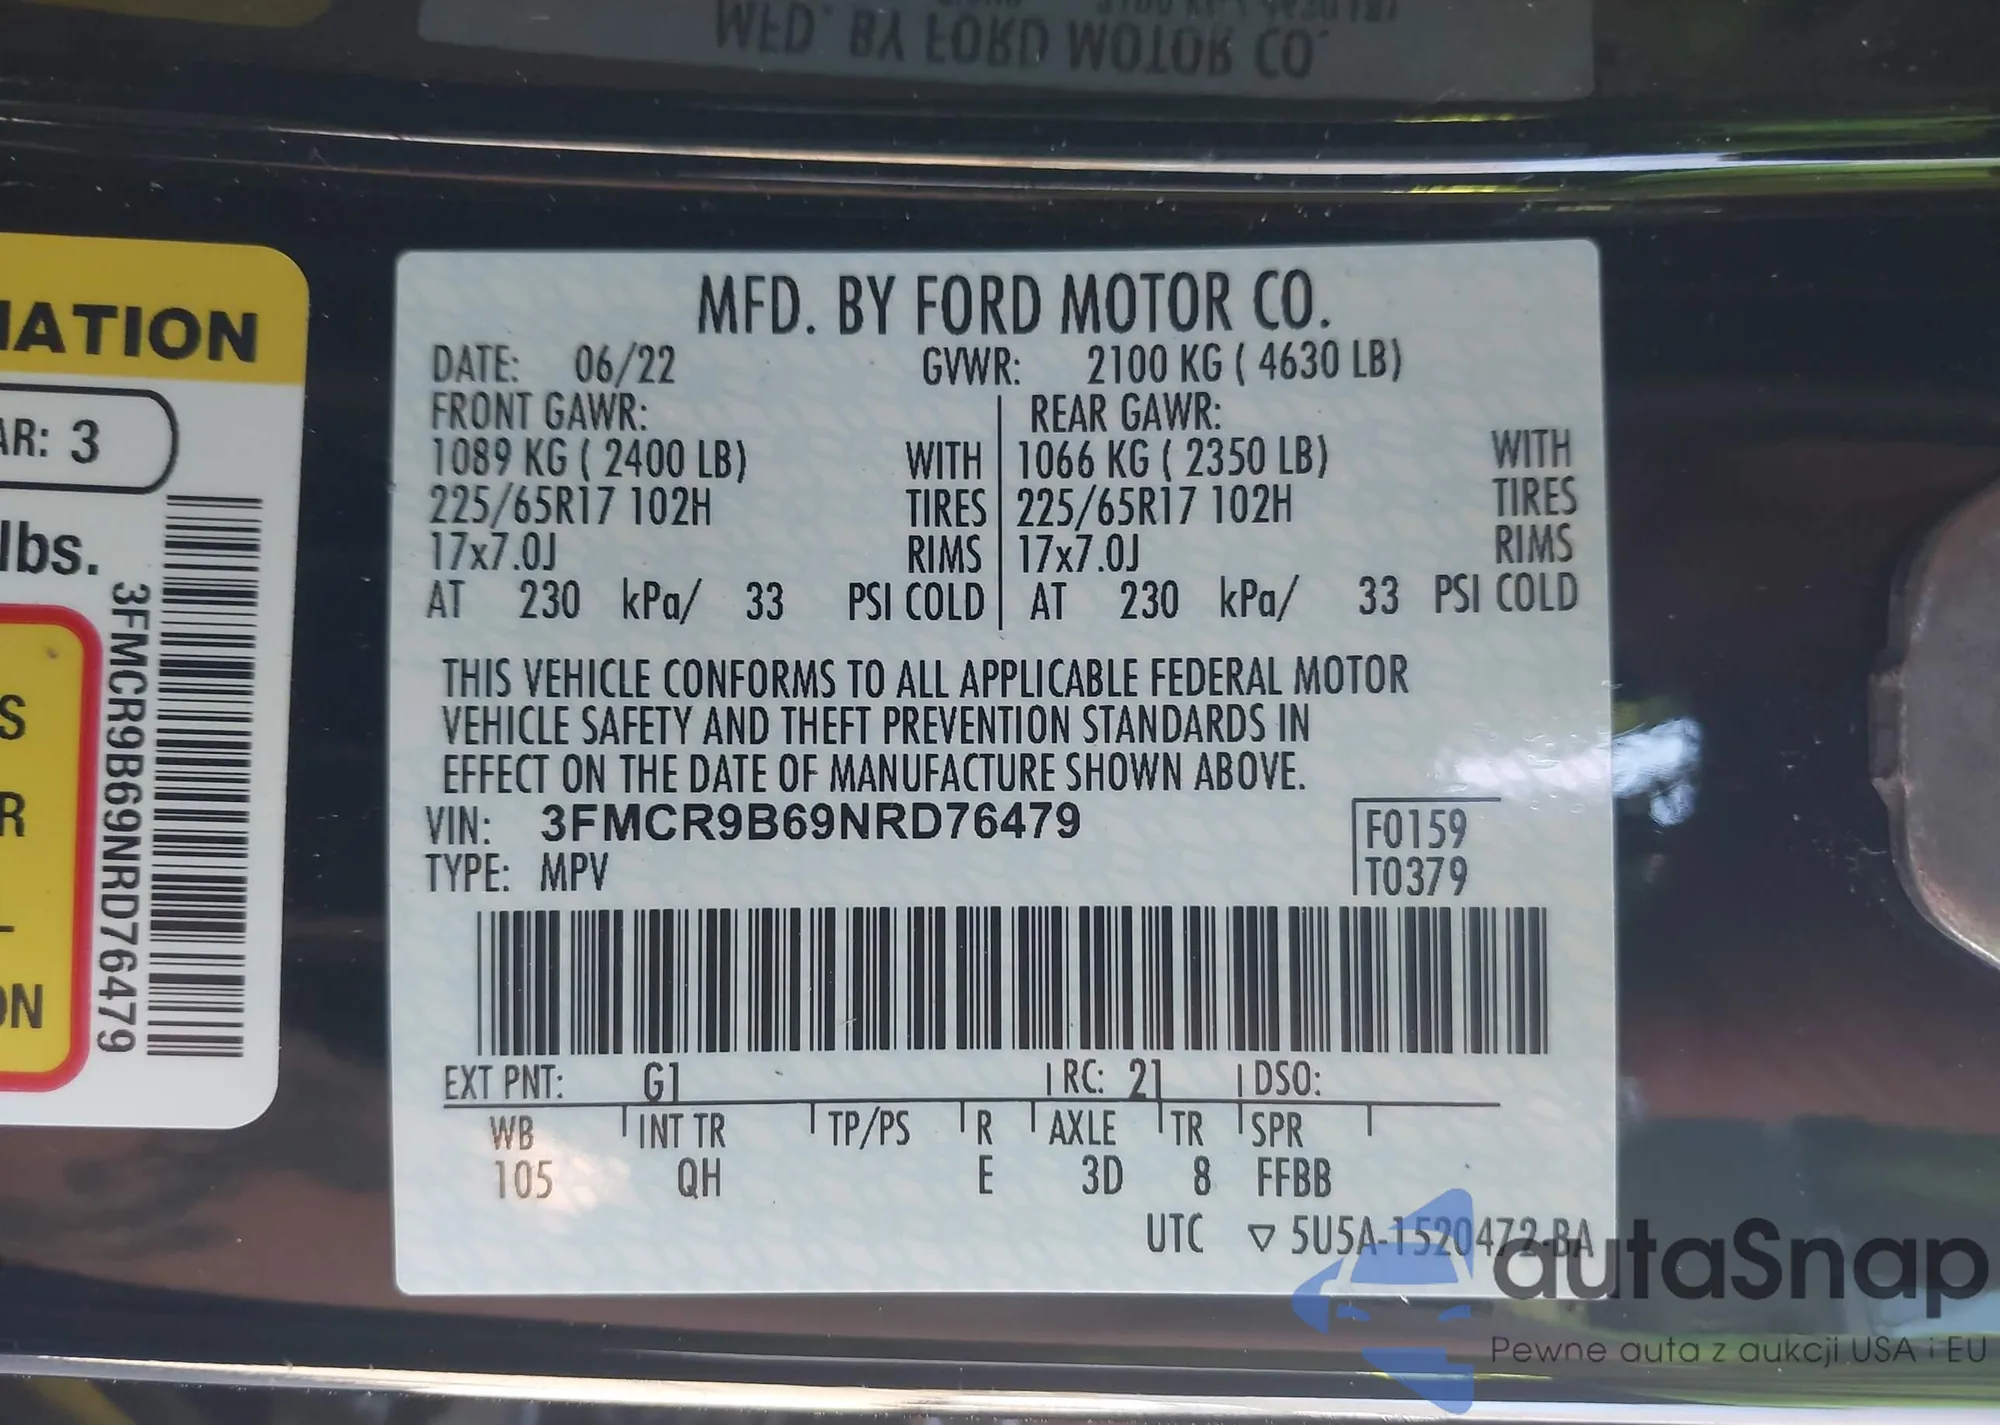 MFD. BY FORD MOTOR CO.
IATION
MFD. BY FORD MOTOR CO.
DATE: 06/22 GVWR: 2100 KG ( 4630 LB)
FRONT GAWR: REAR GAWR:
1089 KG ( 2400 LB) WITH 1066 KG ( 2350 LB) WITH
225/65R17 102H TIRES 225/65R17 102H TIRES
17x7.0J RIMS 17x7.0J RIMS
AT 230 kPa/ 33 PSI COLD AT 230 kPa/ 33 PSI COLD
AR: 3
lbs.
3FMCR9B69NRD76479
S
R
ON
THIS VEHICLE CONFORMS TO ALL APPLICABLE FEDERAL MOTOR
VEHICLE SAFETY AND THEFT PREVENTION STANDARDS IN
EFFECT ON THE DATE OF MANUFACTURE SHOWN ABOVE.
VIN: 3FMCR9B69NRD76479
F0159
TYPE: MPV
T0379
EXT PNT: G1 RC: 21 DSO:
WB INT TR TP/PS R AXLE TR SPR
105 QH E 3D 8 FFBB
UTC ▽ 5U5A-1520472-BA
autaSnap
Pewne auta z aukcji USA i EU